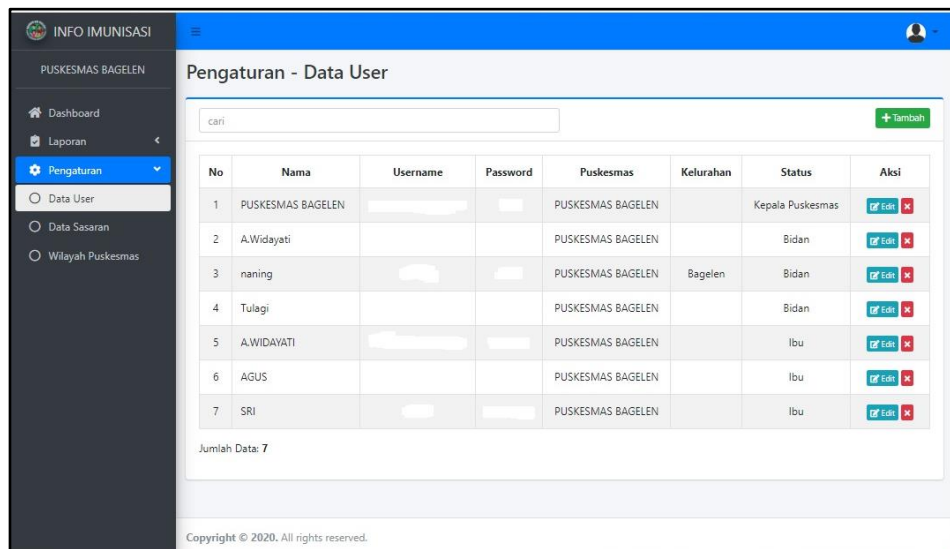 INFO IMUNISASI
PUSKESMAS BAGELEN
Dashboard
Laporan
Pengaturan
Data User
Data Sasaran
Wilayah Puskesmas
Pengaturan - Data User
cari
Tambah
No Nama Username Password Puskesmas Kelurahan Status Aksi
1 PUSKESMAS BAGELEN PUSKESMAS BAGELEN Kepala Puskesmas Edit
2 A.Widayati PUSKESMAS BAGELEN Bidan Edit
3 naning PUSKESMAS BAGELEN Bagelen Bidan Edit
4 Tulagi PUSKESMAS BAGELEN Bidan Edit
5 A.WIDAYATI PUSKESMAS BAGELEN Ibu Edit
6 AGUS PUSKESMAS BAGELEN Ibu Edit
7 SRI PUSKESMAS BAGELEN Ibu Edit
Jumlah Data: 7
Copyright © 2020. All rights reserved.